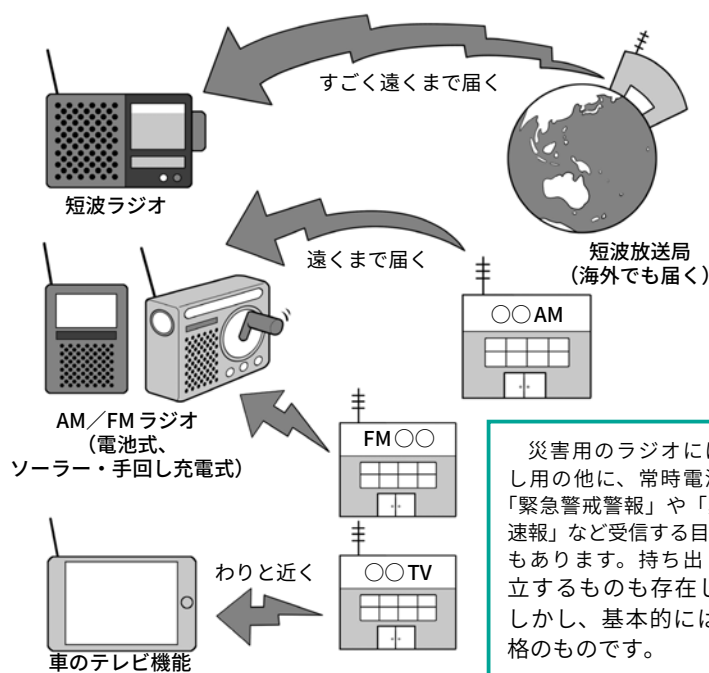 すごく遠くまで届く
短波ラジオ
短波放送局
（海外でも届く）
遠くまで届く
○○AM
AM／FMラジオ
（電池式、
ソーラー・手回し充電式）
FM○○
わりと近く
○○TV
車のテレビ機能
災害用のラジオには
し用の他に、常時電
「緊急警戒警報」や「
速報」など受信する目
もあります。持ち出
立するものも存在し
しかし、基本的には
格のものです。